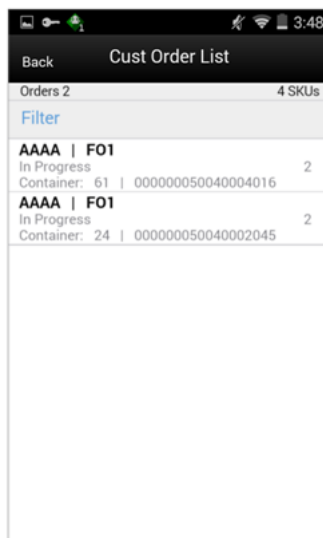 1
3:48
Back
Cust Order List
Orders 2
4 SKUs
Filter
AAAA | FO1
In Progress
2
Container: 61 | 000000050040004016
AAAA | FO1
In Progress
2
Container: 24 | 000000050040002045